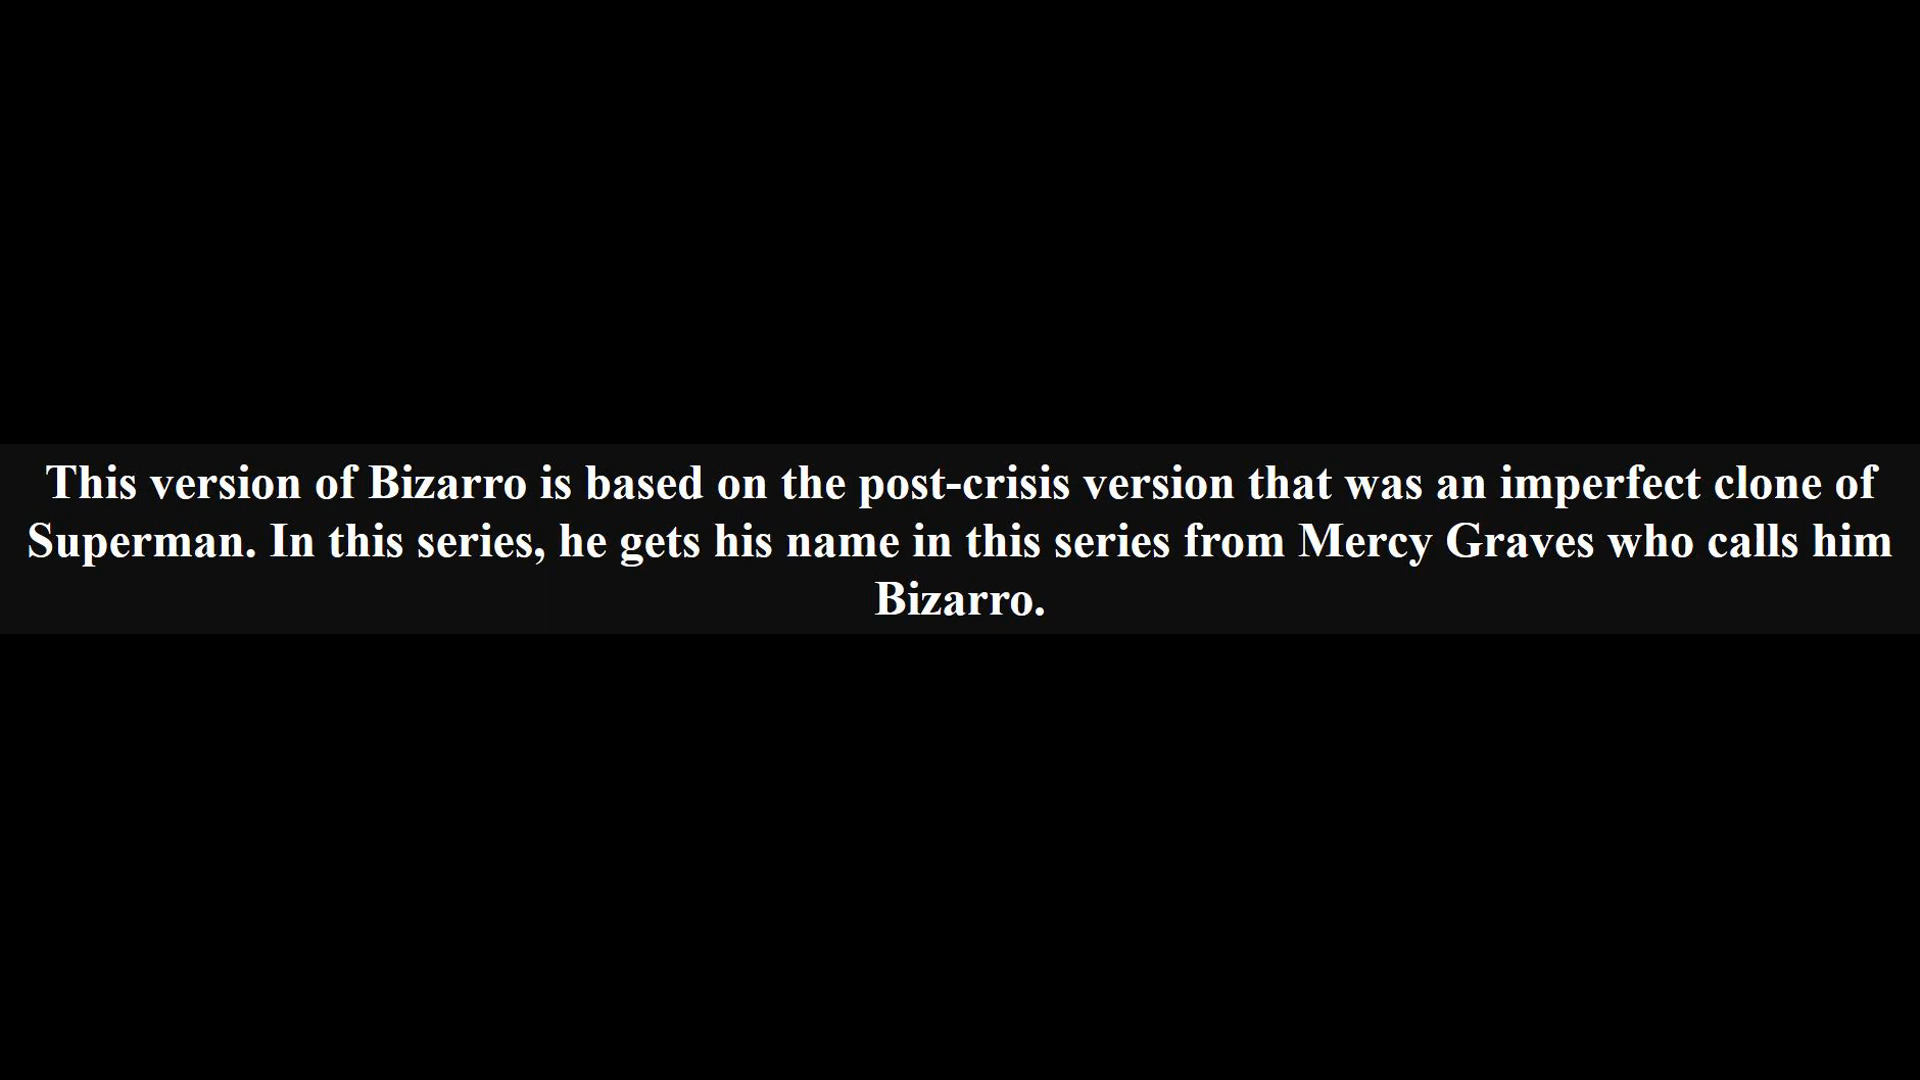 This version of Bizarro is based on the post-crisis version that was an imperfect clone of
Superman. In this series, he gets his name in this series from Mercy Graves who calls him
Bizarro.